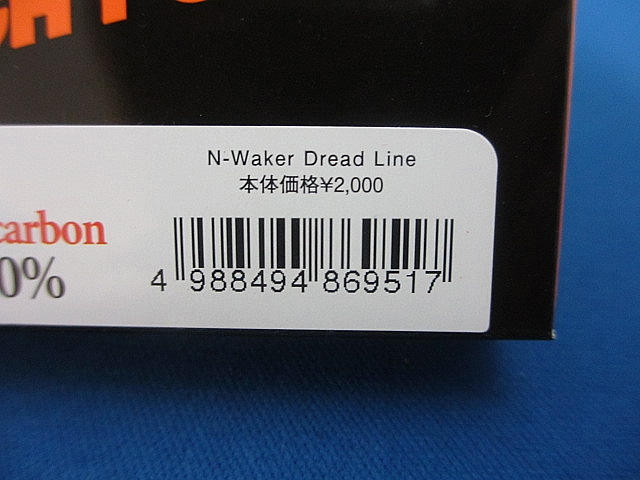 N-Waker Dread Line
本体価格¥2,000
carbon
0%
4 988494 869517